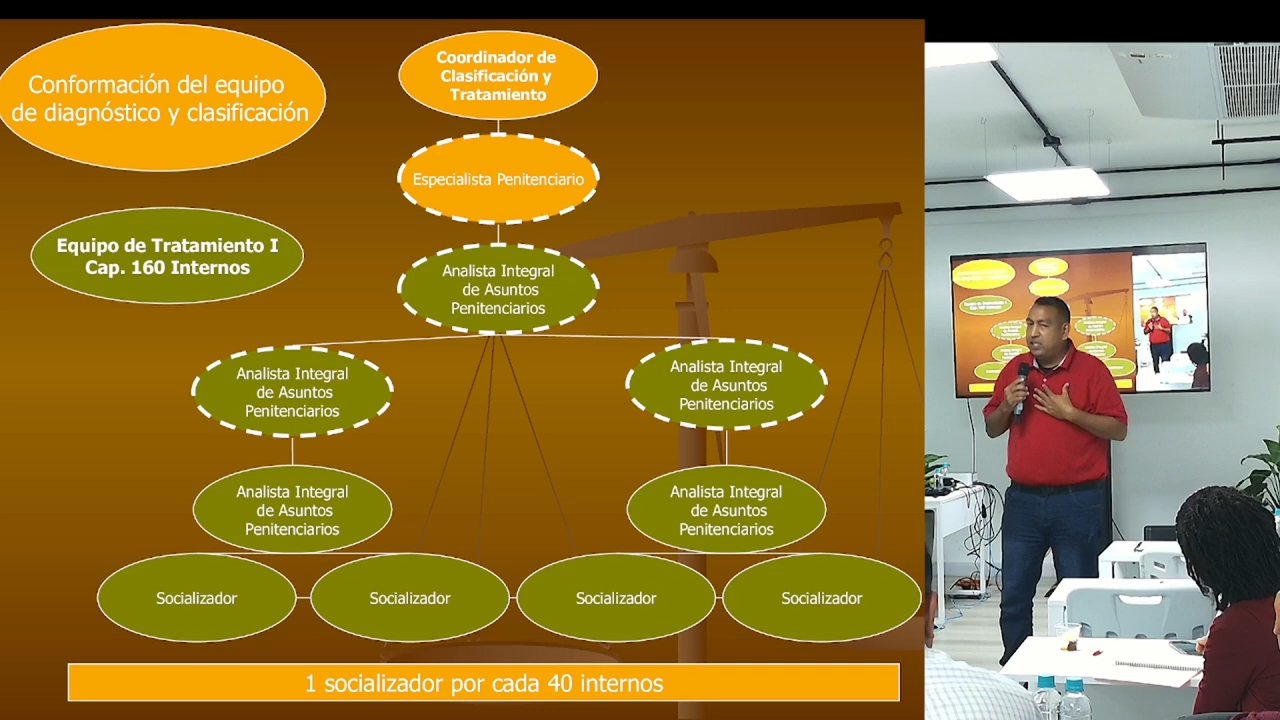 Conformación del equipo
de diagnóstico y clasificación
Coordinador de
Clasificación y
Tratamiento
Especialista Penitenciario
Equipo de Tratamiento I
Cap. 160 Internos
Analista Integral
de Asuntos
Penitenciarios
Analista Integral
de Asuntos
Penitenciarios
Analista Integral
de Asuntos
Penitenciarios
Analista Integral
de Asuntos
Penitenciarios
Analista Integral
de Asuntos
Penitenciarios
Socializador
Socializador
Socializador
Socializador
1 socializador por cada 40 internos